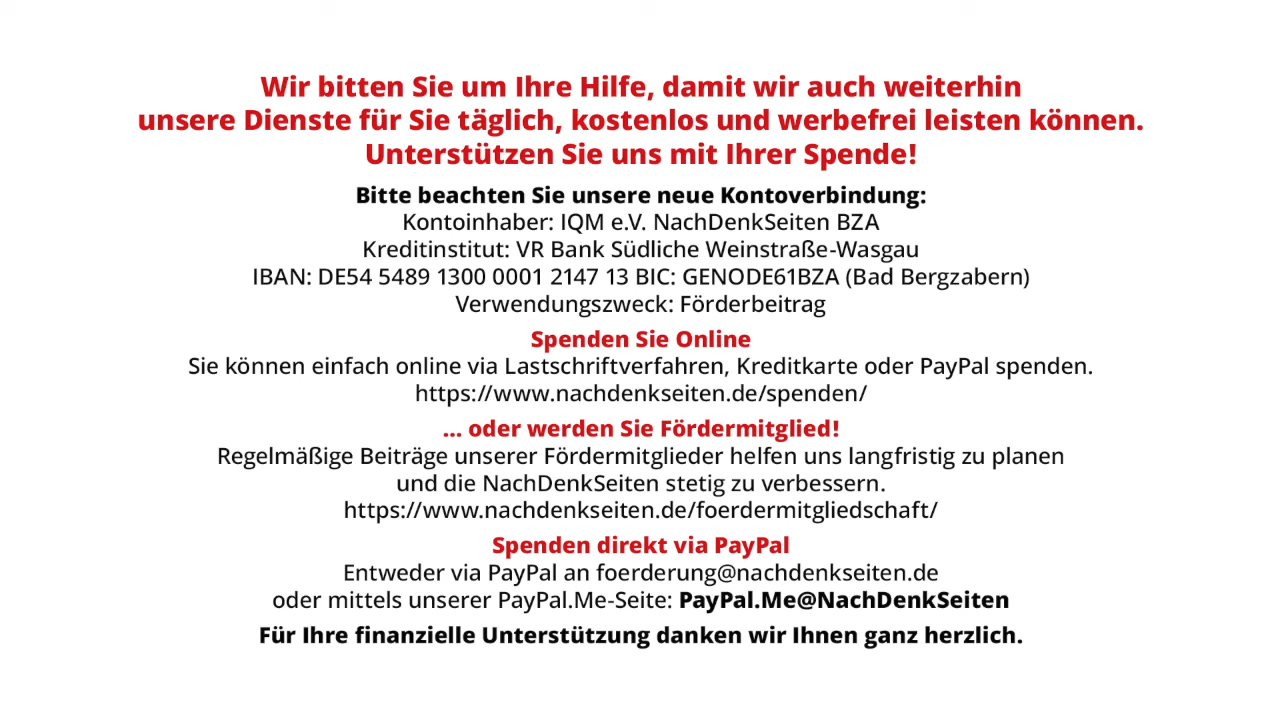 Wir bitten Sie um Ihre Hilfe, damit wir auch weiterhin
unsere Dienste für Sie täglich, kostenlos und werbefrei leisten können.
Unterstützen Sie uns mit Ihrer Spende!
Bitte beachten Sie unsere neue Kontoverbindung:
Kontoinhaber: IQM e.V. NachDenkSeiten BZA
Kreditinstitut: VR Bank Südliche Weinstraße-Wasgau
IBAN: DE54 5489 1300 0001 2147 13 BIC: GENODE61BZA (Bad Bergzabern)
Verwendungszweck: Förderbeitrag
Spenden Sie Online
Sie können einfach online via Lastschriftverfahren, Kreditkarte oder PayPal spenden.
https://www.nachdenkseiten.de/spenden/
... oder werden Sie Fördermitglied!
Regelmäßige Beiträge unserer Fördermitglieder helfen uns langfristig zu planen
und die NachDenkSeiten stetig zu verbessern.
https://www.nachdenkseiten.de/foerdermitgliedschaft/
Spenden direkt via PayPal
Entweder via PayPal an foerderung@nachdenkseiten.de
oder mittels unserer PayPal.Me-Seite: PayPal.Me@NachDenkSeiten
Für Ihre finanzielle Unterstützung danken wir Ihnen ganz herzlich.